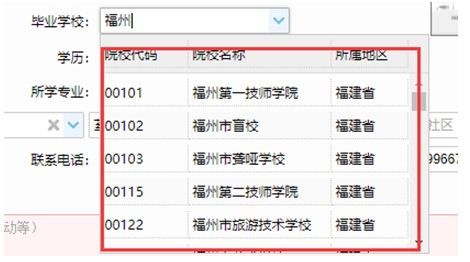 毕业学校： 福州
学历：
院校代码 院校名称 所属地区
所学专业： 00101 福州第一技师学院 福建省
00102 福州市盲校 福建省 社区
联系电话： 00103 福州市聋哑学校 福建省 9966
00115 福州第二技师学院 福建省
00122 福州市旅游技术学校 福建省
动等）